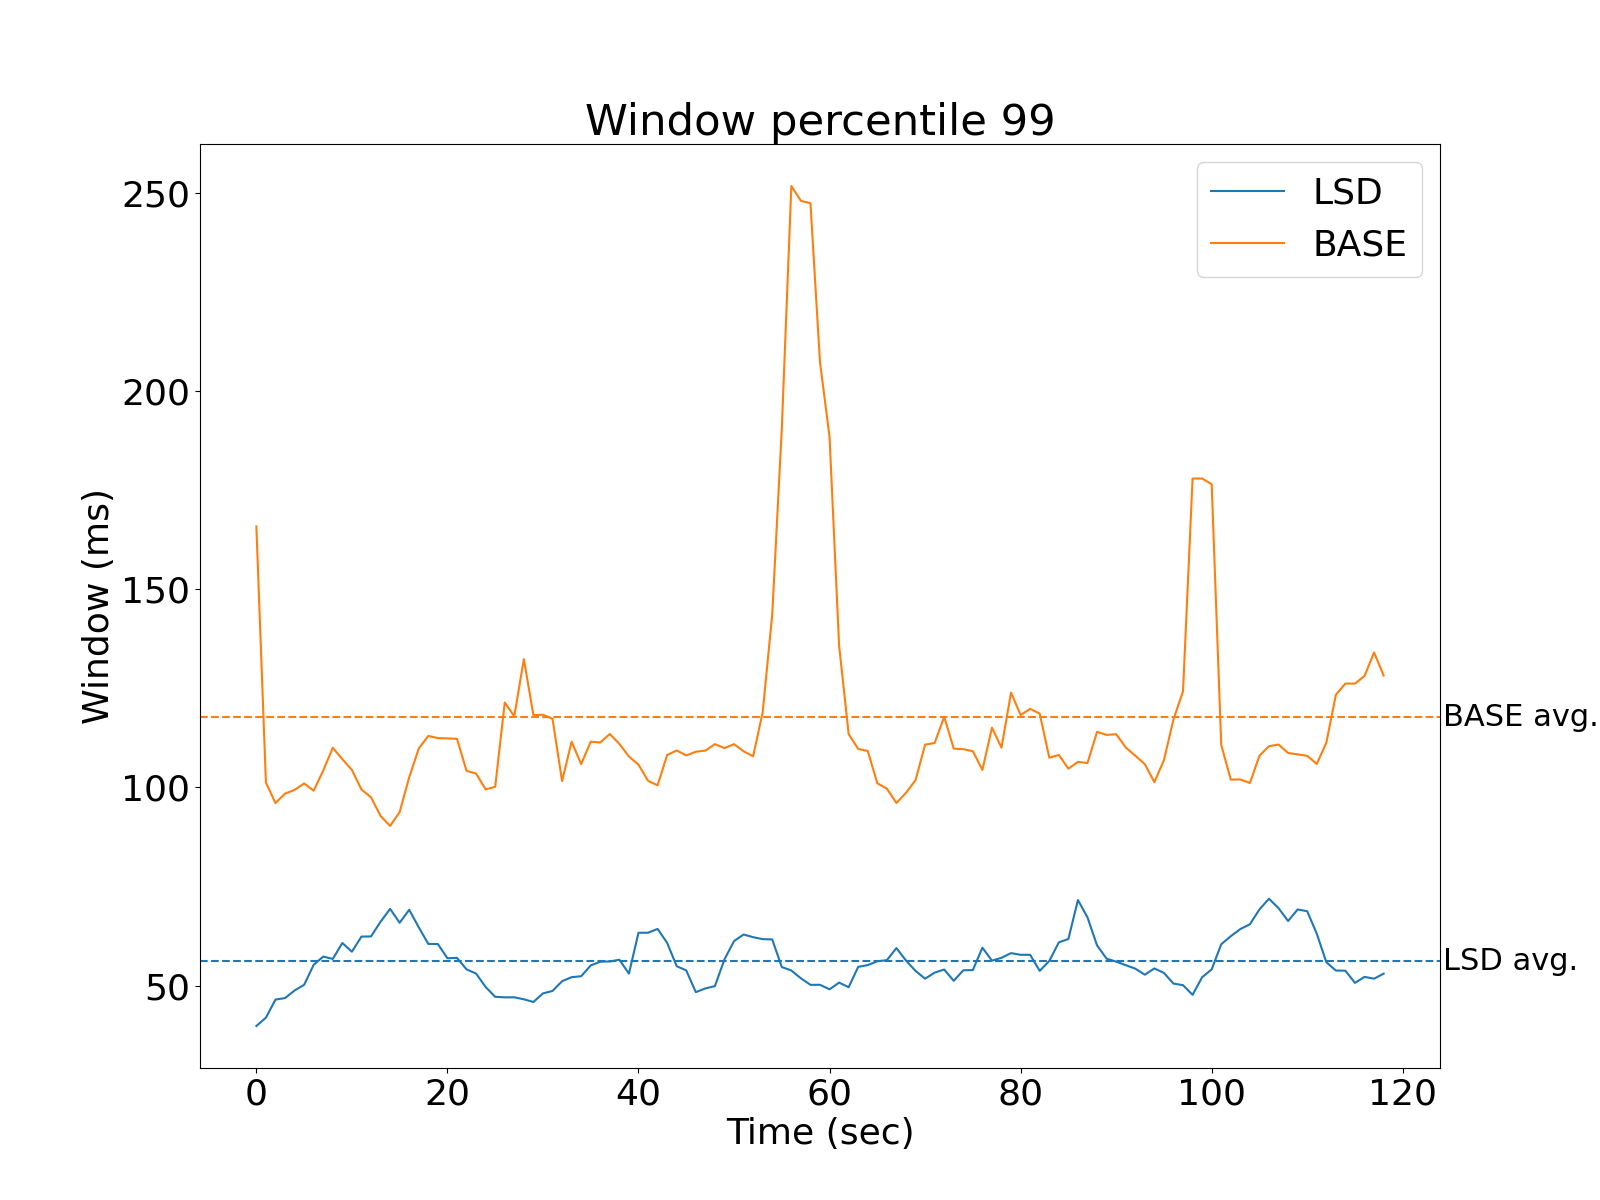 Window percentile 99
LSD
BASE
250
200
150
100
50
Window (ms)
BASE avg.
LSD avg.
0 20 40 60 80 100 120
Time (sec)